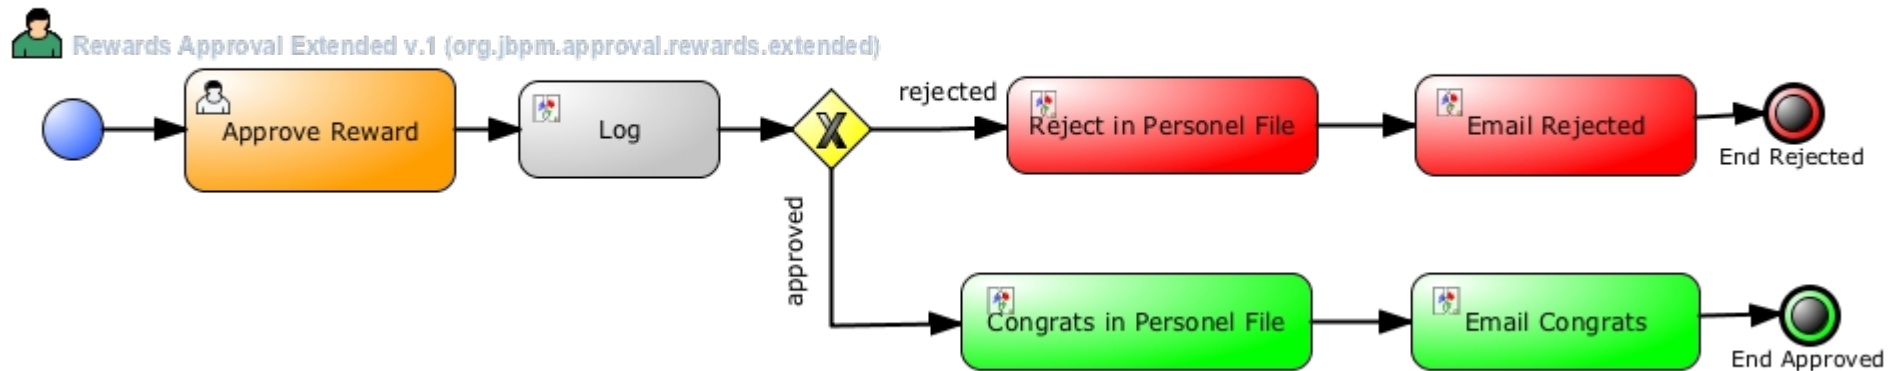 Rewards Approval Extended v.1 (org.jbpm.approval.rewards.extended)
Approve Reward
Log
X
rejected
Reject in Personel File
Email Rejected
End Rejected
approved
Congrats in Personel File
Email Congrats
End Approved